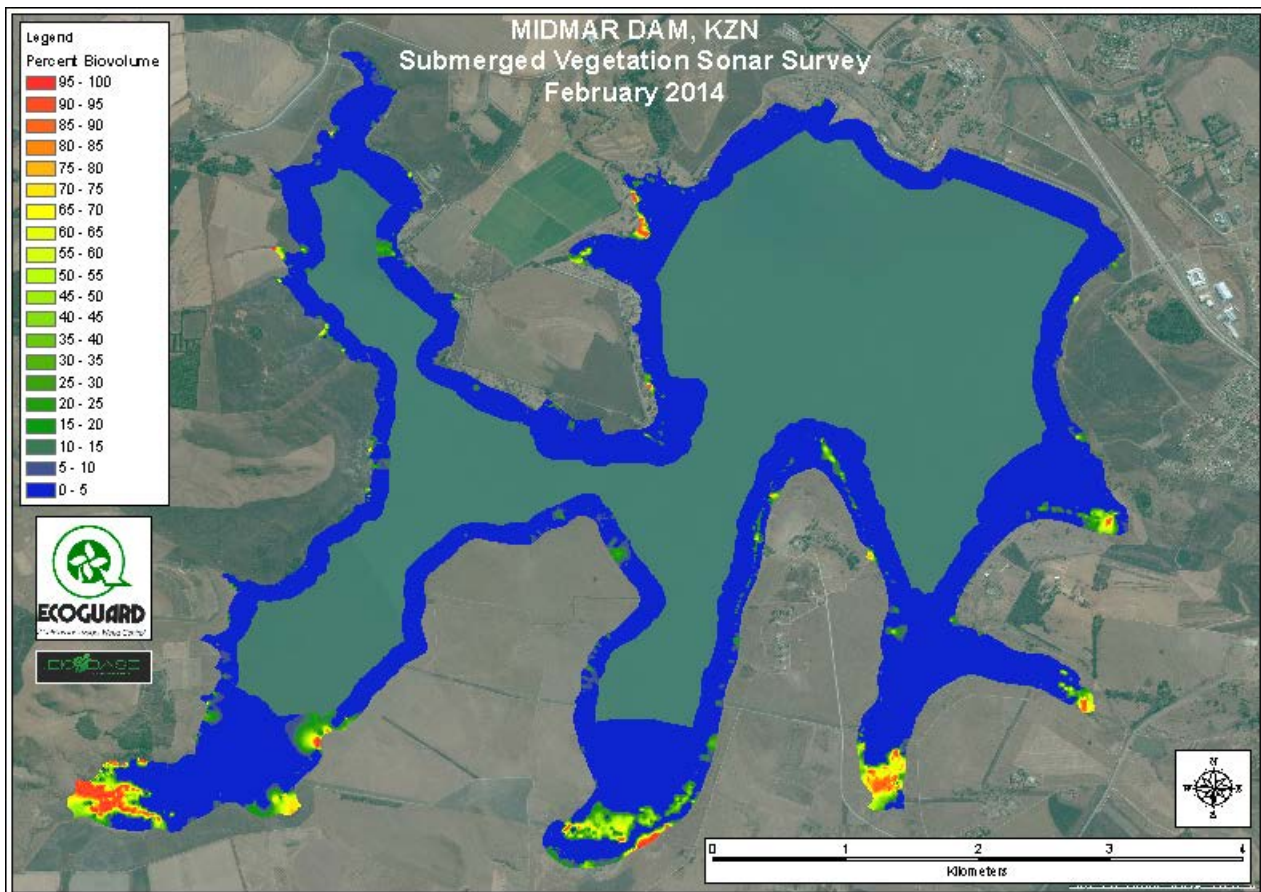 MIDMAR DAM, KZN
Submerged Vegetation Sonar Survey
February 2014
Legend
Percent Biovolume
95 - 100
90 - 95
85 - 90
80 - 85
75 - 80
70 - 75
65 - 70
60 - 65
55 - 60
50 - 55
45 - 50
40 - 45
35 - 40
30 - 35
25 - 30
20 - 25
15 - 20
10 - 15
5 - 10
0 - 5
ECOGUARD
N
W E
S
0 1 2 3 4
Kilometers